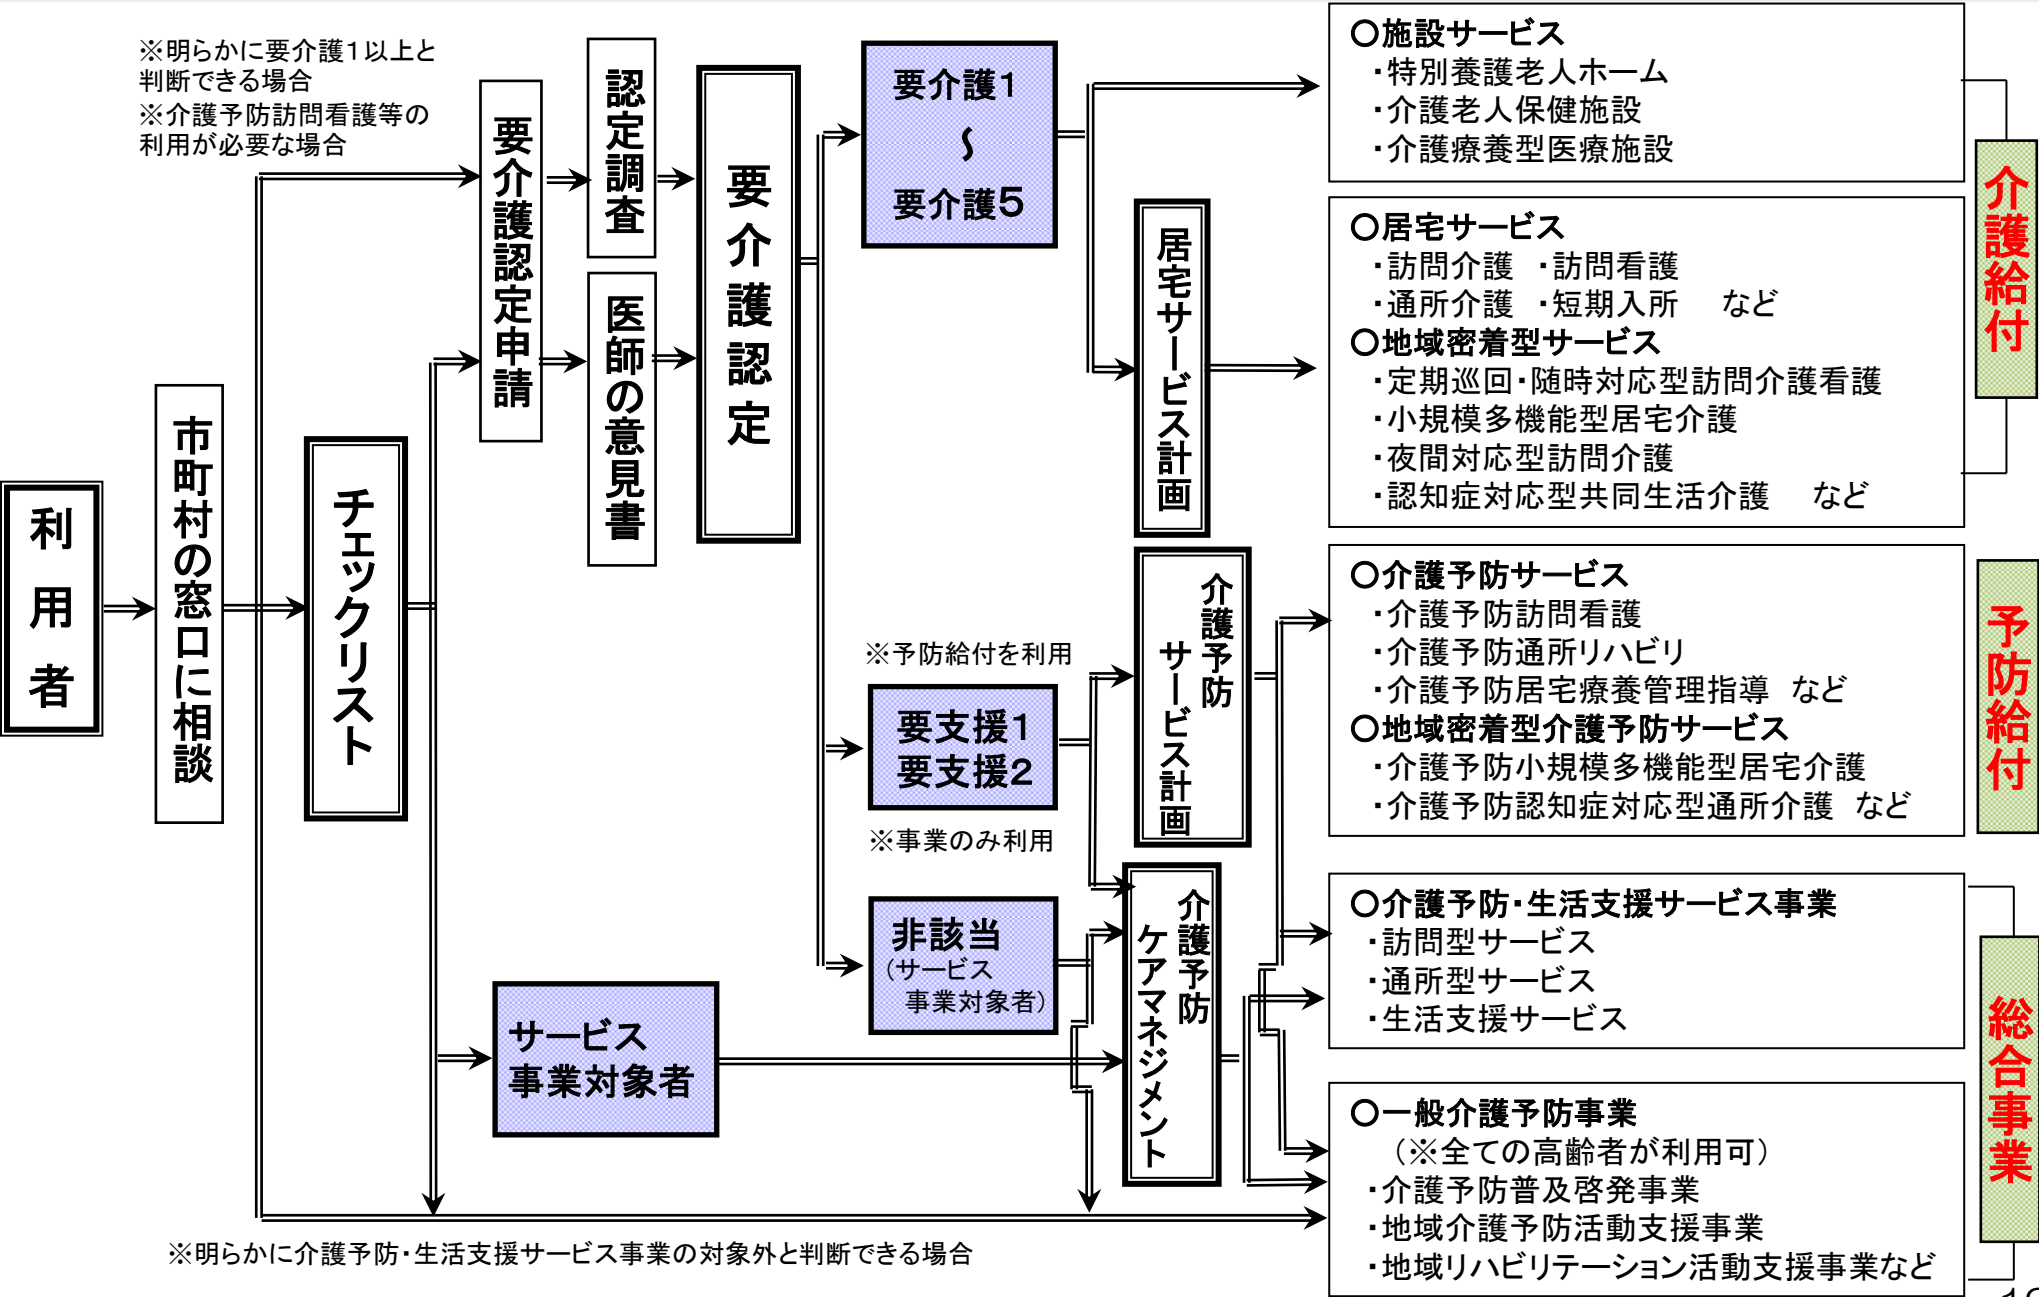 ※明らかに要介護1以上と
判断できる場合
※介護予防訪問看護等の
利用が必要な場合
利用者
市町村の窓口に相談
チェックリスト
要介護認定申請
認定調査
医師の意見書
要介護認定
要介護1
～
要介護5
※予防給付を利用
要支援1
要支援2
※事業のみ利用
非該当
（サービス
事業対象者）
サービス
事業対象者
居宅サービス計画
介護予防
サービス計画
介護予防
ケアマネジメント
○施設サービス
・特別養護老人ホーム
・介護老人保健施設
・介護療養型医療施設
○居宅サービス
・訪問介護　・訪問看護
・通所介護　・短期入所　など
○地域密着型サービス
・定期巡回・随時対応型訪問介護看護
・小規模多機能型居宅介護
・夜間対応型訪問介護
・認知症対応型共同生活介護　など
介護給付
○介護予防サービス
・介護予防訪問看護
・介護予防通所リハビリ
・介護予防居宅療養管理指導　など
○地域密着型介護予防サービス
・介護予防小規模多機能型居宅介護
・介護予防認知症対応型通所介護　など
予防給付
○介護予防・生活支援サービス事業
・訪問型サービス
・通所型サービス
・生活支援サービス
○一般介護予防事業
（※全ての高齢者が利用可）
・介護予防普及啓発事業
・地域介護予防活動支援事業
・地域リハビリテーション活動支援事業など
総合事業
※明らかに介護予防・生活支援サービス事業の対象外と判断できる場合